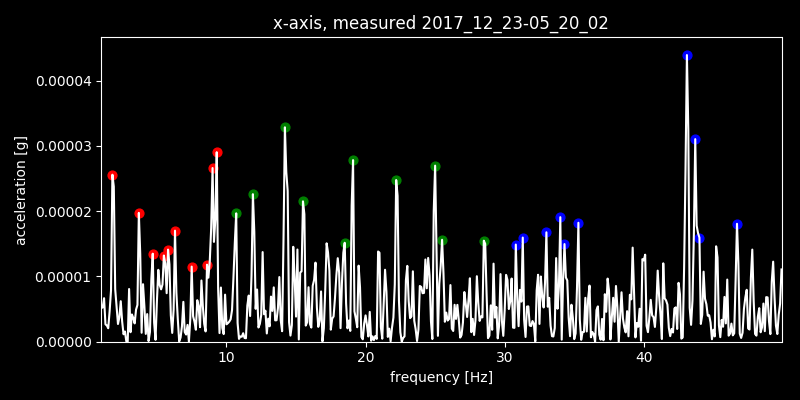 x-axis, measured 2017_12_23-05_20_02
0.00004
0.00003
0.00002
0.00001
0.00000
acceleration [g]
10 20 30 40
frequency [Hz]